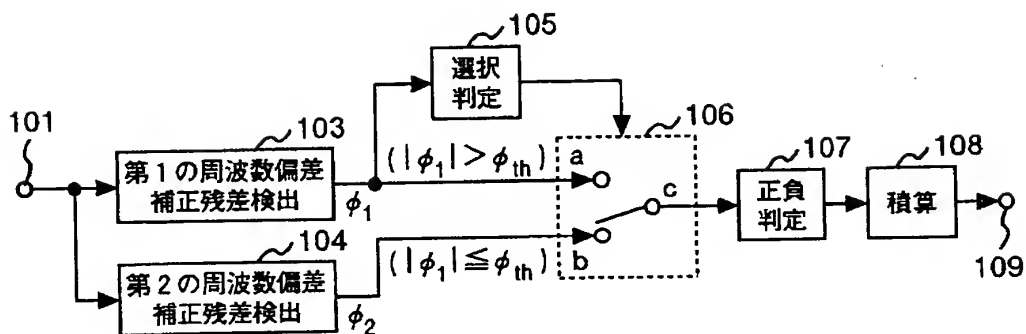 105
選択
判定
101
103
106
第1の周波数偏差
補正残差検出
φ1
(|φ1|>φth)
a
c
107
正負
判定
108
積算
104
第2の周波数偏差
補正残差検出
φ2
(|φ1|≦φth)
b
109